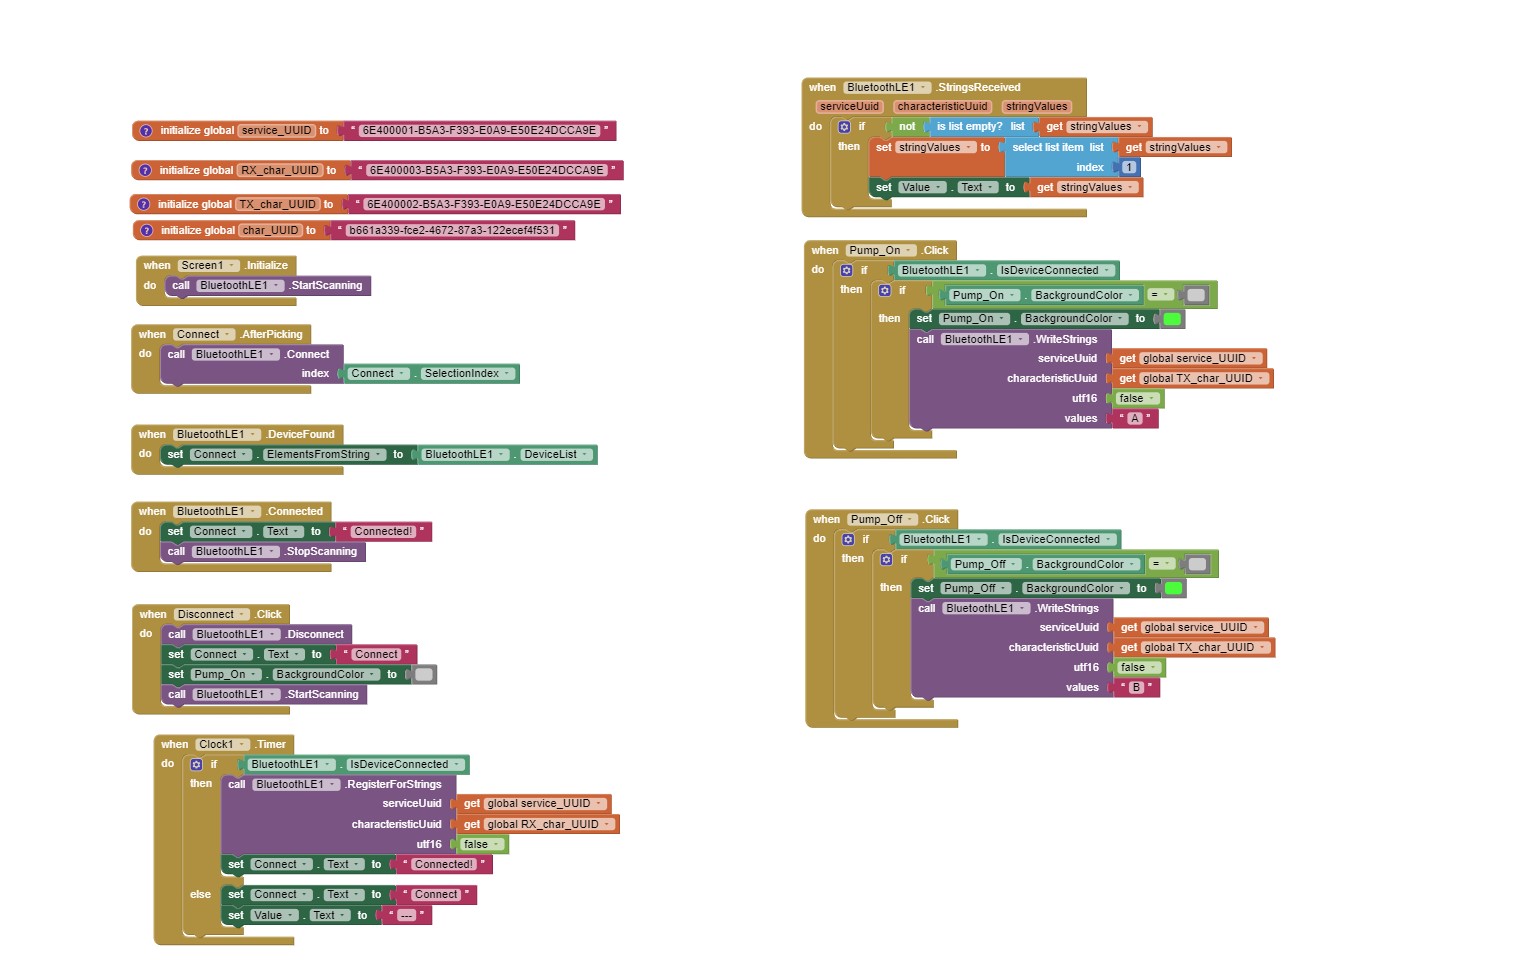 initialize global service_UUID to " 6E400001-B5A3-F393-E0A9-E50E24DCCA9E "
initialize global RX_char_UUID to " 6E400003-B5A3-F393-E0A9-E50E24DCCA9E "
initialize global TX_char_UUID to " 6E400002-B5A3-F393-E0A9-E50E24DCCA9E "
initialize global char_UUID to " b661a339-fce2-4672-87a3-122ecef4f531 "
when Screen1 .Initialize
do call BluetoothLE1 .StartScanning
when Connect .AfterPicking
do call BluetoothLE1 .Connect
index Connect . SelectionIndex
when BluetoothLE1 .DeviceFound
do set Connect . ElementsFromString to BluetoothLE1 . DeviceList
when BluetoothLE1 .Connected
do set Connect . Text to " Connected! "
call BluetoothLE1 .StopScanning
when Disconnect .Click
do call BluetoothLE1 .Disconnect
set Connect . Text to " Connect "
set Pump_On . BackgroundColor to
call BluetoothLE1 .StartScanning
when Clock1 .Timer
do if BluetoothLE1 . IsDeviceConnected
then call BluetoothLE1 .RegisterForStrings
serviceUuid get global service_UUID
characteristicUuid get global RX_char_UUID
utf16 false
set Connect . Text to " Connected! "
else set Connect . Text to " Connect "
set Value . Text to " --- "
when BluetoothLE1 .StringsReceived
serviceUuid characteristicUuid stringValues
do if not is list empty? list get stringValues
then set stringValues to select list item list get stringValues
index 1
set Value . Text to get stringValues
when Pump_On .Click
do if BluetoothLE1 . IsDeviceConnected
then if Pump_On . BackgroundColor =
then set Pump_On . BackgroundColor to
call BluetoothLE1 .WriteStrings
serviceUuid get global service_UUID
characteristicUuid get global TX_char_UUID
utf16 false
values " A "
when Pump_Off .Click
do if BluetoothLE1 . IsDeviceConnected
then if Pump_Off . BackgroundColor =
then set Pump_Off . BackgroundColor to
call BluetoothLE1 .WriteStrings
serviceUuid get global service_UUID
characteristicUuid get global TX_char_UUID
utf16 false
values " B "